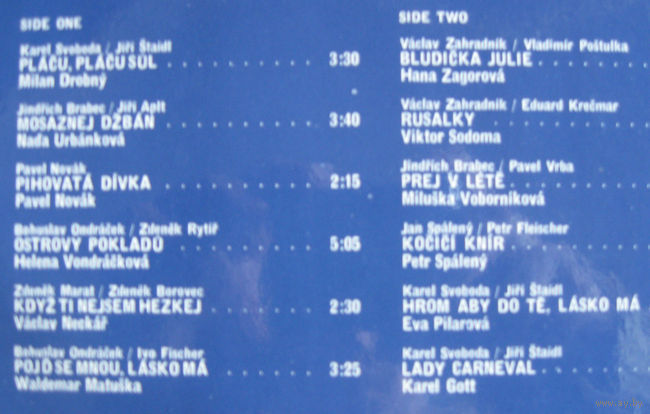 SIDE ONE
Karel Svoboda / Jiří Štaidl
PLÁČU, PLÁČU SŮL . . . . . . . . . . 3:30
Milan Drobný
Jindřich Brabec / Jiří Aplt
MOSAZNEJ DŽBÁN . . . . . . . . . . 3:40
Naďa Urbánková
Pavel Novák
PIHOVATÁ DÍVKA . . . . . . . . . . 2:15
Pavel Novák
Bohuslav Ondráček / Zdeněk Rytíř
OSTROVY POKLADŮ . . . . . . . . . . 5:05
Helena Vondráčková
Zdeněk Marat / Zdeněk Borovec
KDYŽ TI NEJSEM HEZKEJ . . . . . . . 2:30
Václav Neckář
Bohuslav Ondráček / Ivo Fischer
POJĎ SE MNOU, LÁSKO MÁ . . . . . . . 3:25
Waldemar Matuška
SIDE TWO
Václav Zahradník / Vladimír Poštulka
BLUDIČKA JULIE . . . . . . . . .
Hana Zagorová
Václav Zahradník / Eduard Krečmar
RUSALKY . . . . . . . . . .
Viktor Sodoma
Jindřich Brabec / Pavel Vrba
PREJ V LÉTĚ . . . . . . . . . .
Miluška Voborníková
Jan Spálený / Petr Fleischer
KOČIČÍ KNÍR . . . . . . . . . .
Petr Spálený
Karel Svoboda / Jiří Štaidl
HROM ABY DO TĚ, LÁSKO MÁ
Eva Pilarová
Karel Svoboda / Jiří Štaidl
LADY CARNEVAL . . . . . . . . .
Karel Gott